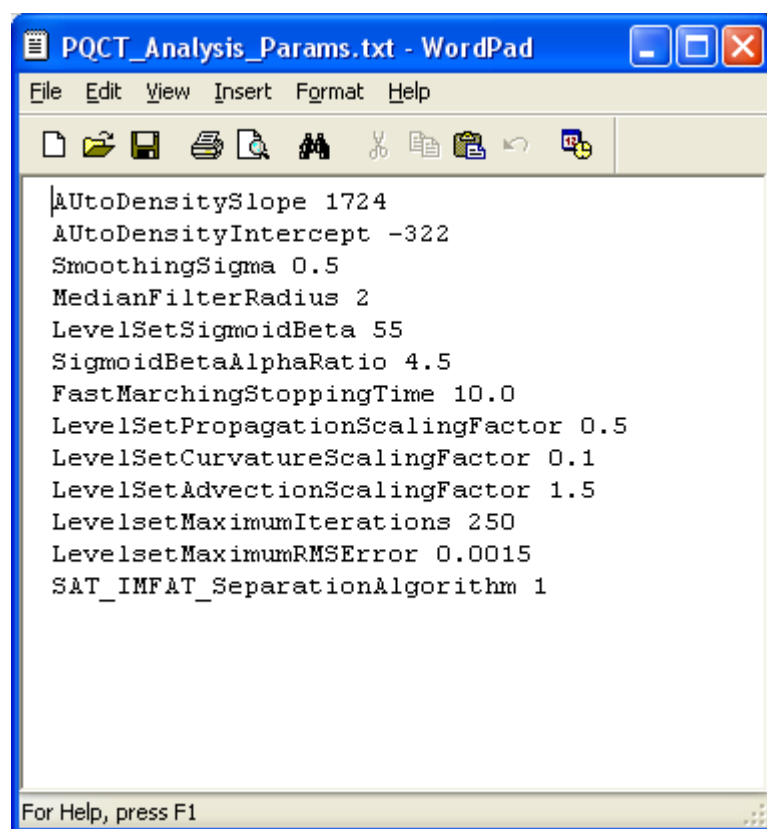 PQCT_Analysis_Params.txt - WordPad
File Edit View Insert Format Help
AUtoDensitySlope 1724
AUtoDensityIntercept -322
SmoothingSigma 0.5
MedianFilterRadius 2
LevelSetSigmoidBeta 55
SigmoidBetaAlphaRatio 4.5
FastMarchingStoppingTime 10.0
LevelSetPropagationScalingFactor 0.5
LevelSetCurvatureScalingFactor 0.1
LevelSetAdvectionScalingFactor 1.5
LevelsetMaximumIterations 250
LevelsetMaximumRMSError 0.0015
SAT_IMFAT_SeparationAlgorithm 1
For Help, press F1